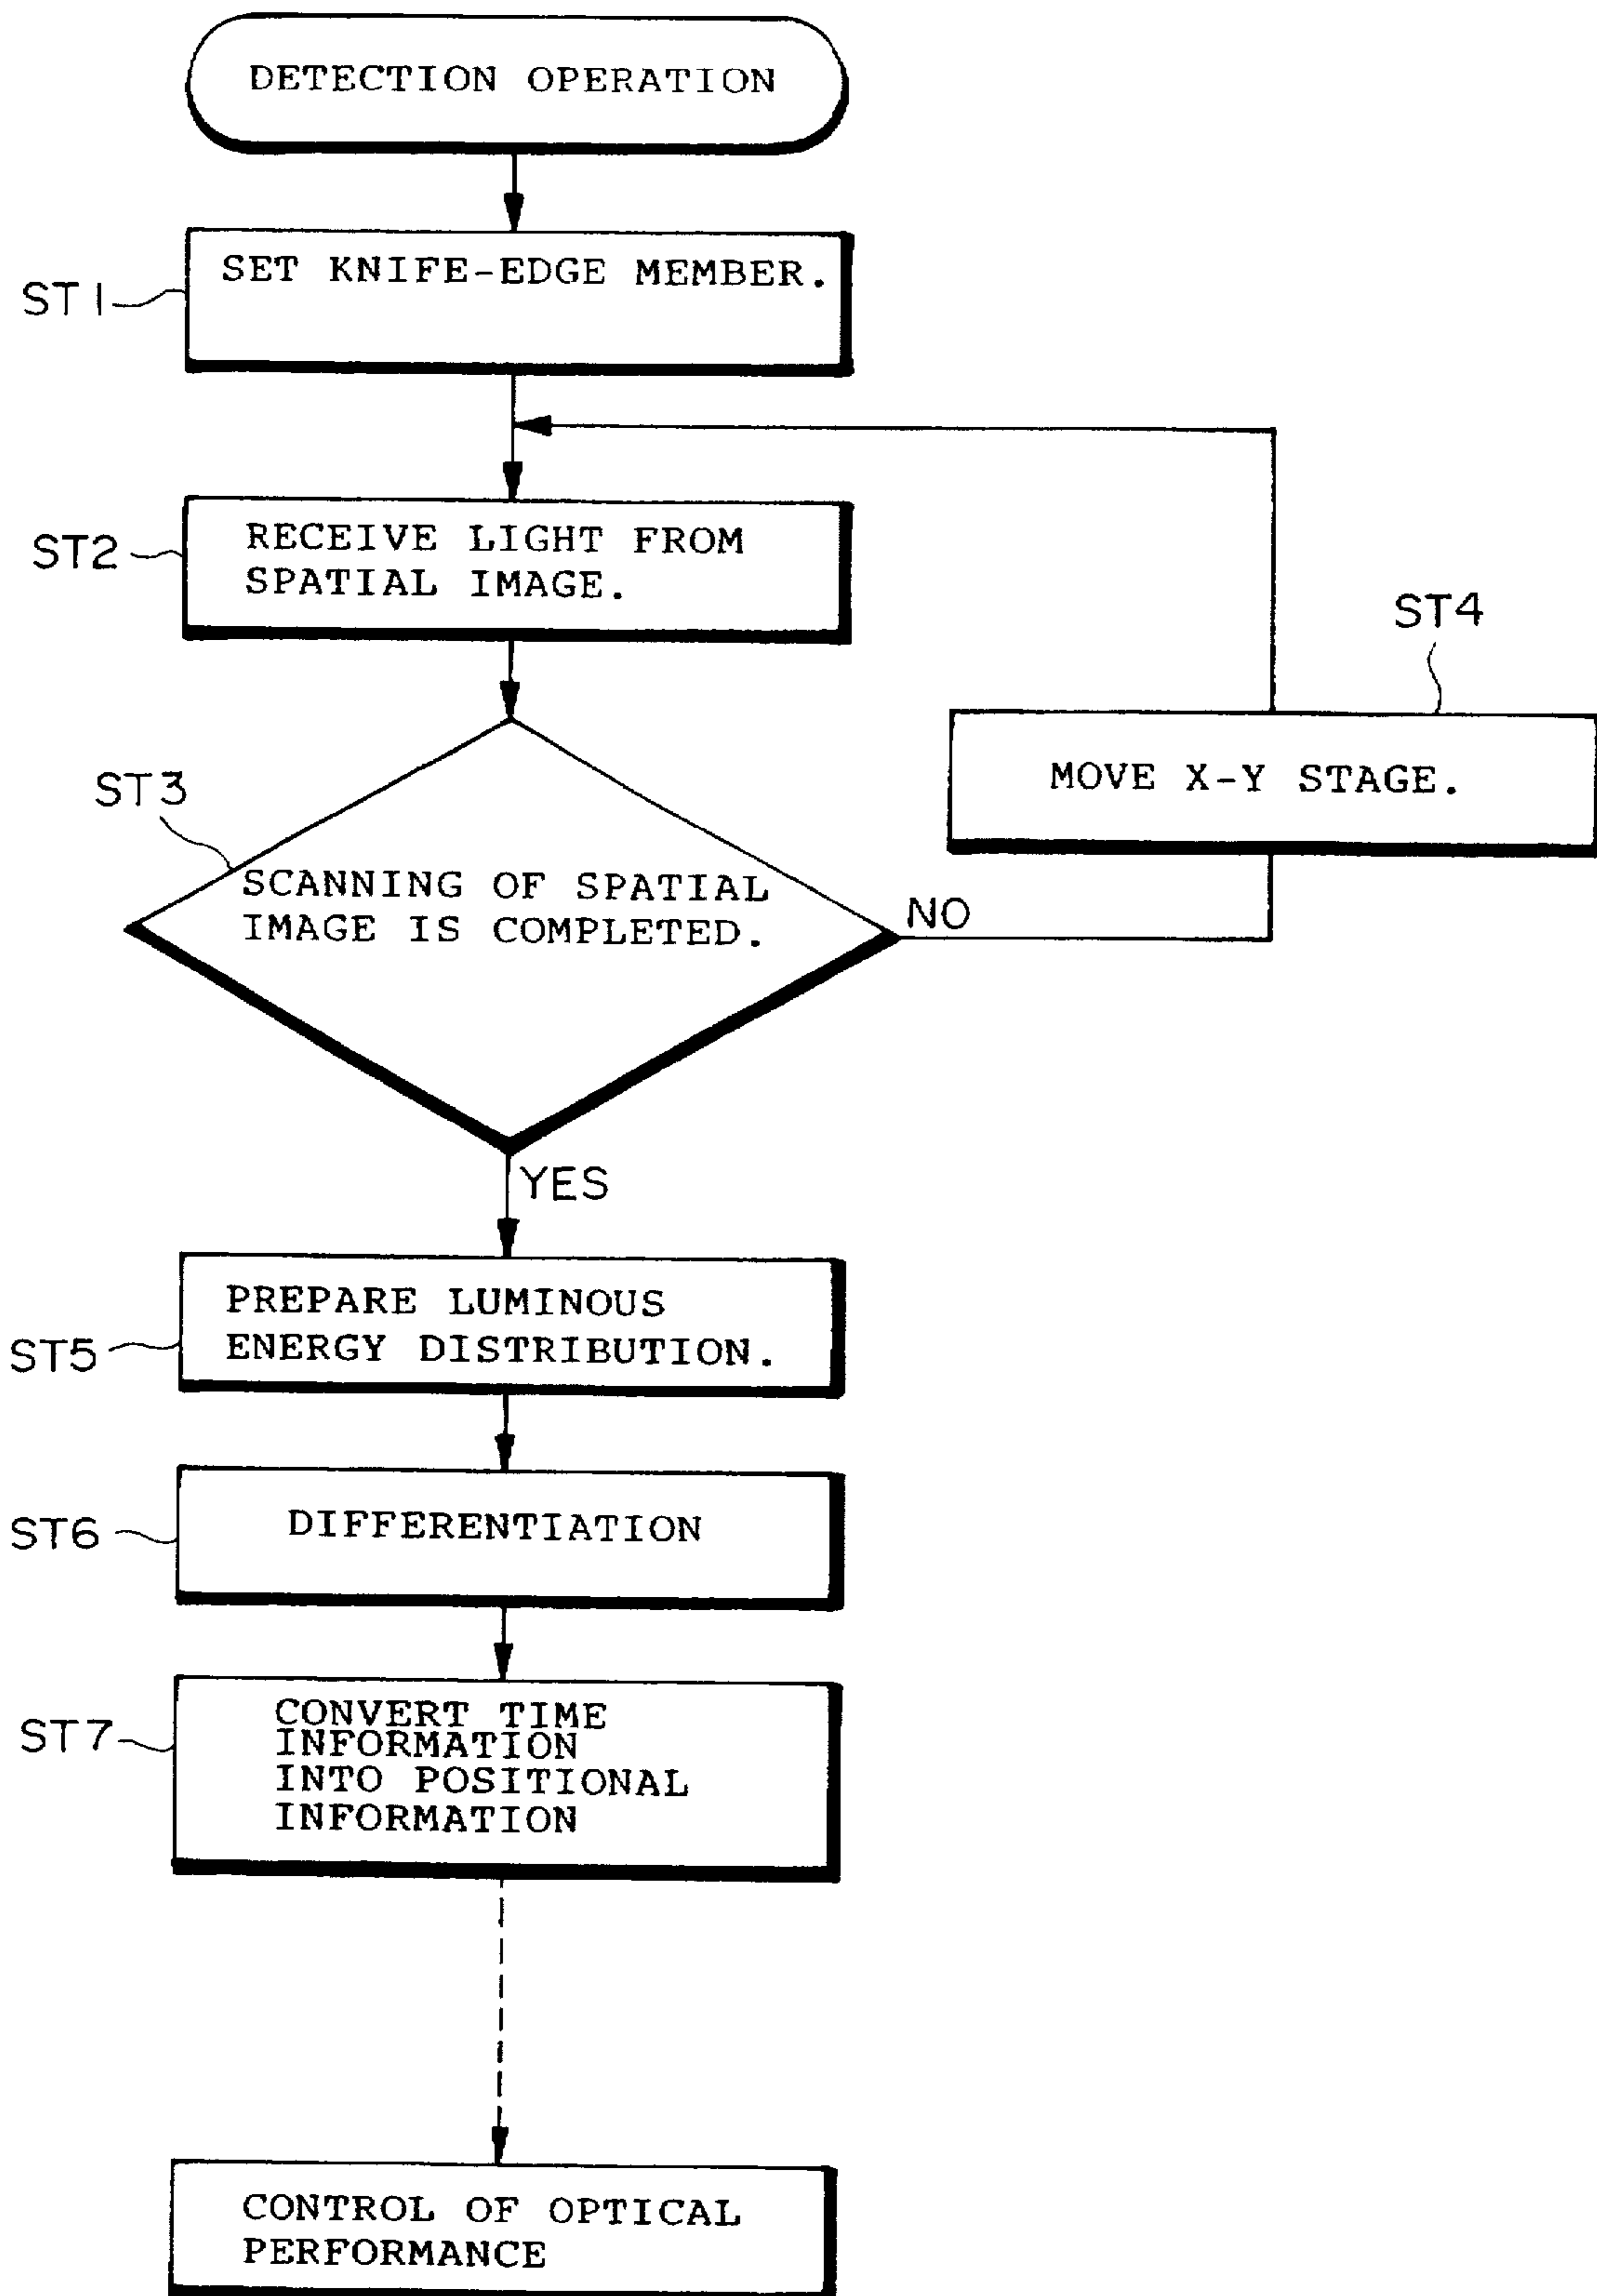 DETECTION OPERATION
ST1
SET KNIFE-EDGE MEMBER.
ST2
RECEIVE LIGHT FROM
SPATIAL IMAGE.
ST4
MOVE X-Y STAGE.
ST3
SCANNING OF SPATIAL
IMAGE IS COMPLETED.
NO
YES
ST5
PREPARE LUMINOUS
ENERGY DISTRIBUTION.
ST6
DIFFERENTIATION
ST7
CONVERT TIME
INFORMATION
INTO POSITIONAL
INFORMATION
CONTROL OF OPTICAL
PERFORMANCE